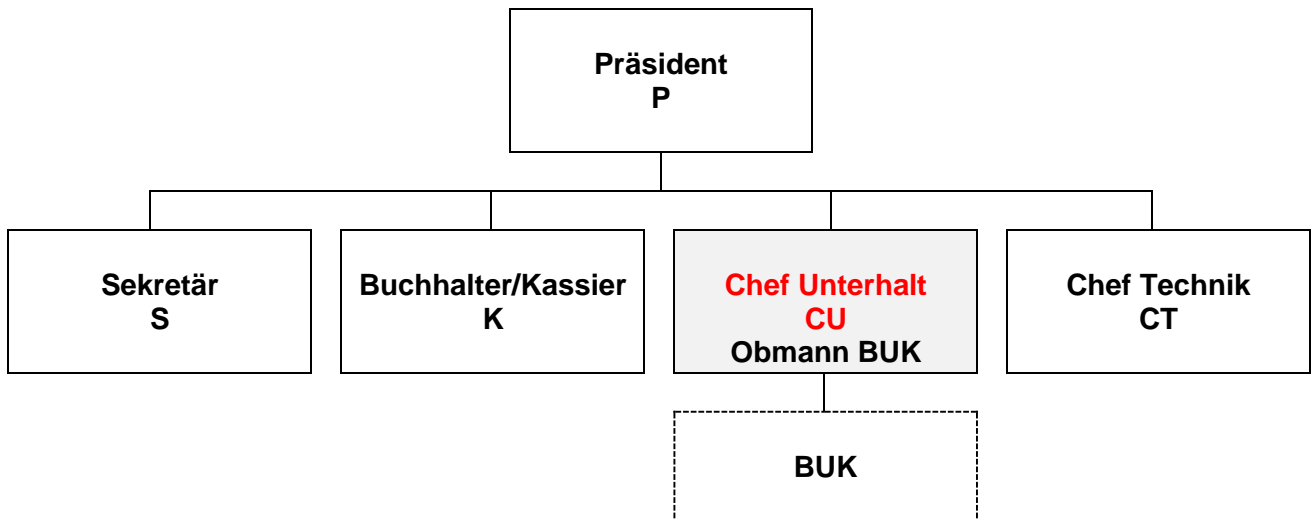 Präsident
P
Sekretär
S
Buchhalter/Kassier
K
Chef Unterhalt
CU
Obmann BUK
Chef Technik
CT
BUK